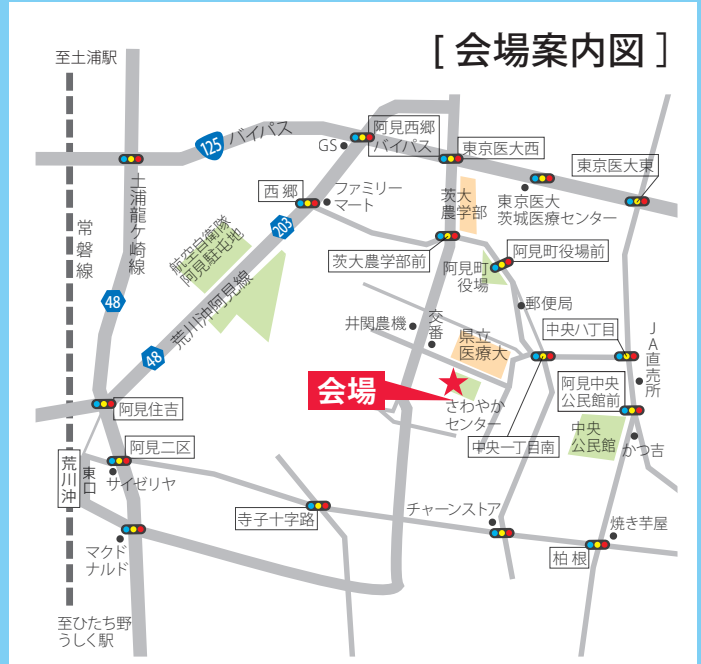 [ 会場案内図 ]
至土浦駅
125
バイパス
GS
阿見西郷
バイパス
東京医大西
東京医大東
西郷
ファミリー
マート
茨大
農学部
東京医大
茨城医療センター
203
常磐線
土浦龍ケ崎線
航空自衛隊
阿見駐屯地
茨大農学部前
阿見町役場前
阿見町
役場
48
荒川沖阿見線
48
郵便局
井関農機
交番
県立
医療大
中央八丁目
JA直売所
会場
さわやか
センター
阿見中央
公民館前
阿見住吉
中央一丁目南
中央
公民館
かつ吉
阿見二区
荒川沖
東口
サイゼリヤ
寺子十字路
チャーンストア
焼き芋屋
マクド
ナルド
柏根
至ひたち野
うしく駅